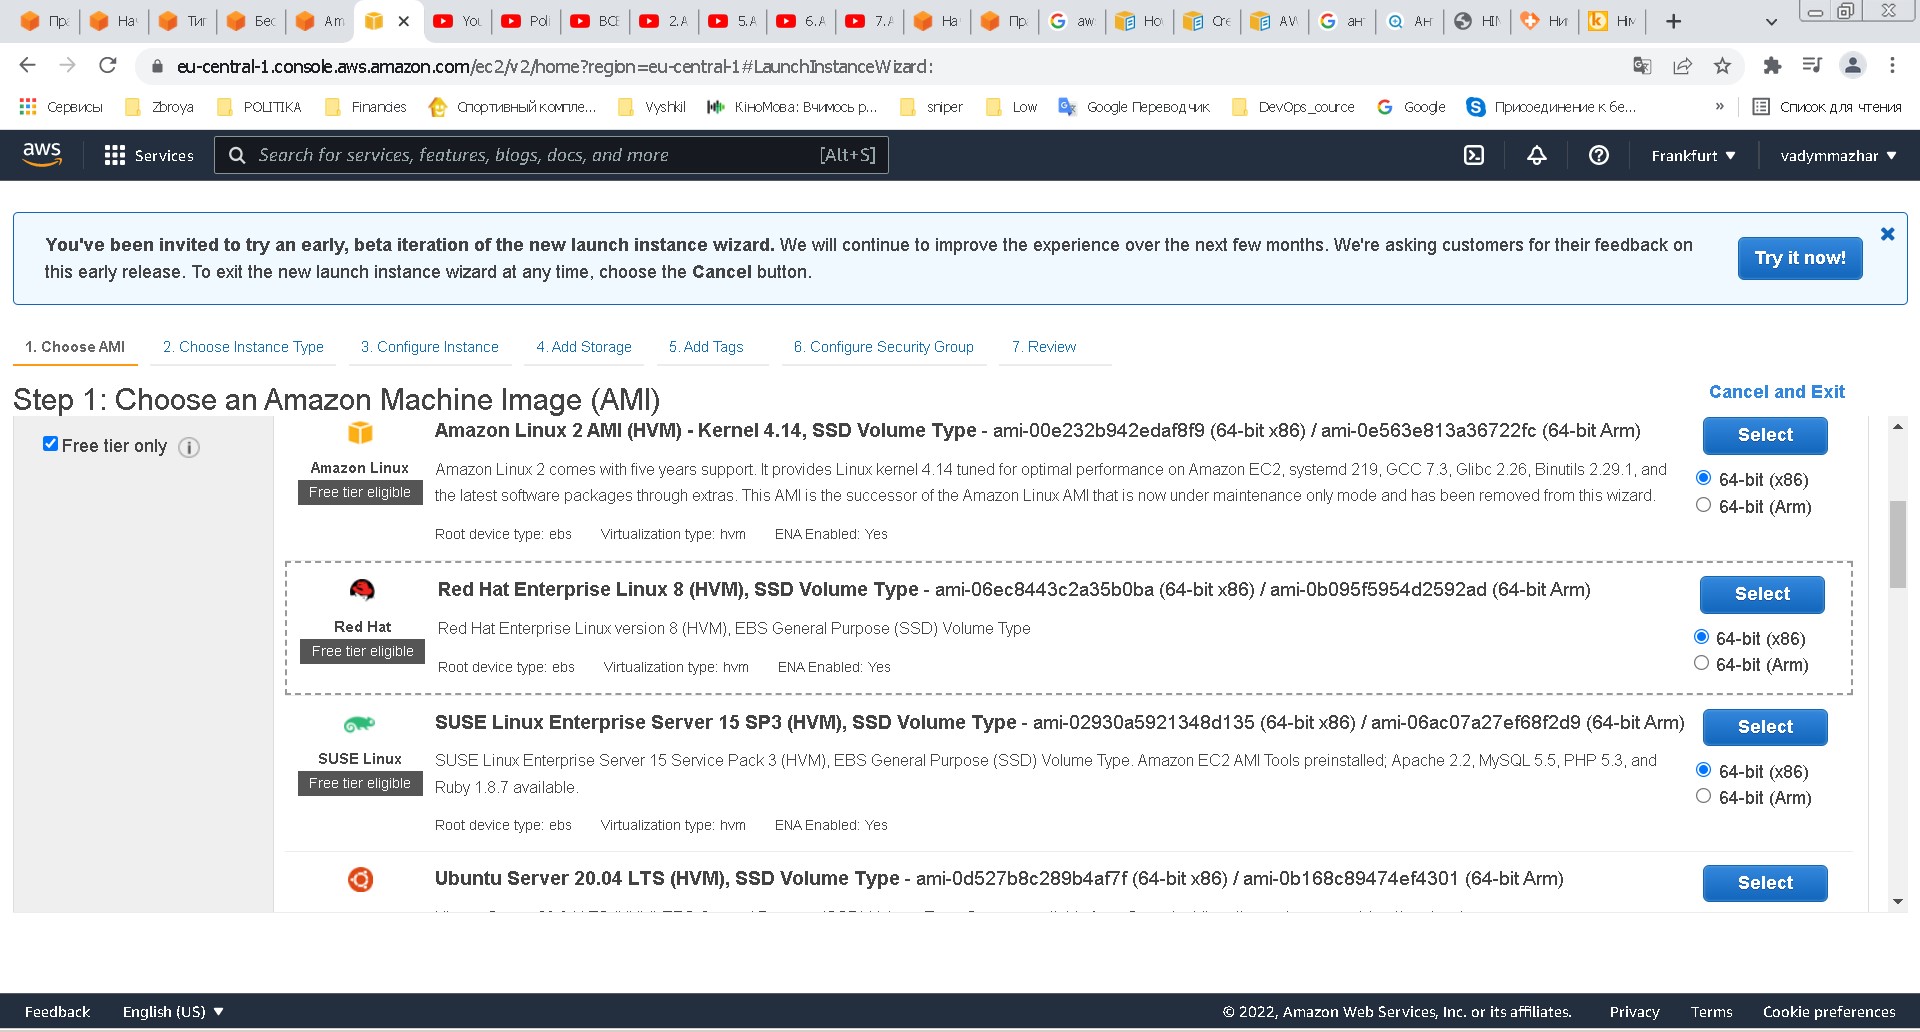 Пра На Тип Бес Am You Poli ВСЕ 2. А 5. А 6. А 7. А На Пр aw Ho Cre AV анг Анг HIM Ни Him
eu-central-1.console.aws.amazon.com/ec2/v2/home?region=eu-central-1#LaunchInstanceWizard:
Сервисы Zbroya POLITIKA Financies Спортивный компле... Vyshkil КіноМова: Вчимось р... sniper Low Google Переводчик DevOps_cource Google Присоединение к бе... » Список для чтения
aws Services Search for services, features, blogs, docs, and more [Alt+S] Frankfurt vadymmazhar
You've been invited to try an early, beta iteration of the new launch instance wizard. We will continue to improve the experience over the next few months. We're asking customers for their feedback on
this early release. To exit the new launch instance wizard at any time, choose the Cancel button.
Try it now!
1. Choose AMI 2. Choose Instance Type 3. Configure Instance 4. Add Storage 5. Add Tags 6. Configure Security Group 7. Review
Step 1: Choose an Amazon Machine Image (AMI)
Cancel and Exit
Free tier only
Amazon Linux
Free tier eligible
Amazon Linux 2 AMI (HVM) - Kernel 4.14, SSD Volume Type - ami-00e232b942edaf8f9 (64-bit x86) / ami-0e563e813a36722fc (64-bit Arm)
Amazon Linux 2 comes with five years support. It provides Linux kernel 4.14 tuned for optimal performance on Amazon EC2, systemd 219, GCC 7.3, Glibc 2.26, Binutils 2.29.1, and
the latest software packages through extras. This AMI is the successor of the Amazon Linux AMI that is now under maintenance only mode and has been removed from this wizard.
Root device type: ebs Virtualization type: hvm ENA Enabled: Yes
Select
64-bit (x86)
64-bit (Arm)
Red Hat
Free tier eligible
Red Hat Enterprise Linux 8 (HVM), SSD Volume Type - ami-06ec8443c2a35b0ba (64-bit x86) / ami-0b095f5954d2592ad (64-bit Arm)
Red Hat Enterprise Linux version 8 (HVM), EBS General Purpose (SSD) Volume Type
Root device type: ebs Virtualization type: hvm ENA Enabled: Yes
Select
64-bit (x86)
64-bit (Arm)
SUSE Linux
Free tier eligible
SUSE Linux Enterprise Server 15 SP3 (HVM), SSD Volume Type - ami-02930a5921348d135 (64-bit x86) / ami-06ac07a27ef68f2d9 (64-bit Arm)
SUSE Linux Enterprise Server 15 Service Pack 3 (HVM), EBS General Purpose (SSD) Volume Type. Amazon EC2 AMI Tools preinstalled; Apache 2.2, MySQL 5.5, PHP 5.3, and
Ruby 1.8.7 available.
Root device type: ebs Virtualization type: hvm ENA Enabled: Yes
Select
64-bit (x86)
64-bit (Arm)
Ubuntu Server 20.04 LTS (HVM), SSD Volume Type - ami-0d527b8c289b4af7f (64-bit x86) / ami-0b168c89474ef4301 (64-bit Arm)
Select
Feedback English (US) © 2022, Amazon Web Services, Inc. or its affiliates. Privacy Terms Cookie preferences